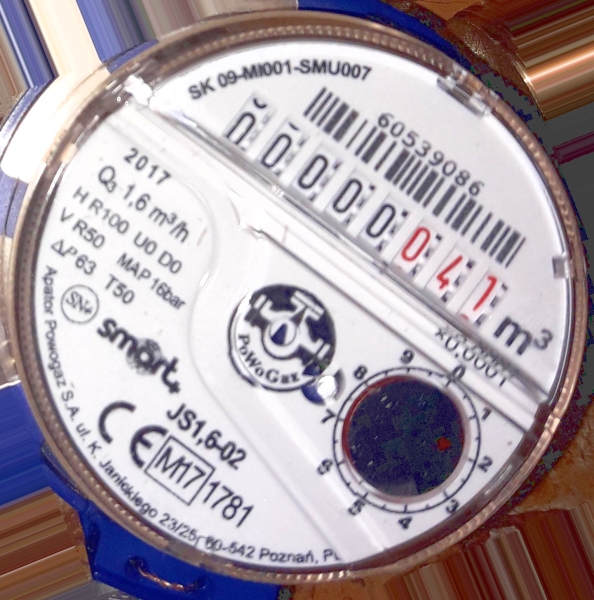 SK 09-MI001-SMU007
60539086
00000041 m³
x0,0001
2017
Q₃ 1,6 m³/h
H R100 U0 D0
V R50 MAP 16bar
ΔP 63 T50
SN+
smart+
PoWoGaz
JS1,6-02
CE M17 1781
Apator Powogaz S.A. ul. K. Janickiego 23/25, 60-542 Poznań,
9
0
1
2
3
4
5
6
7
8